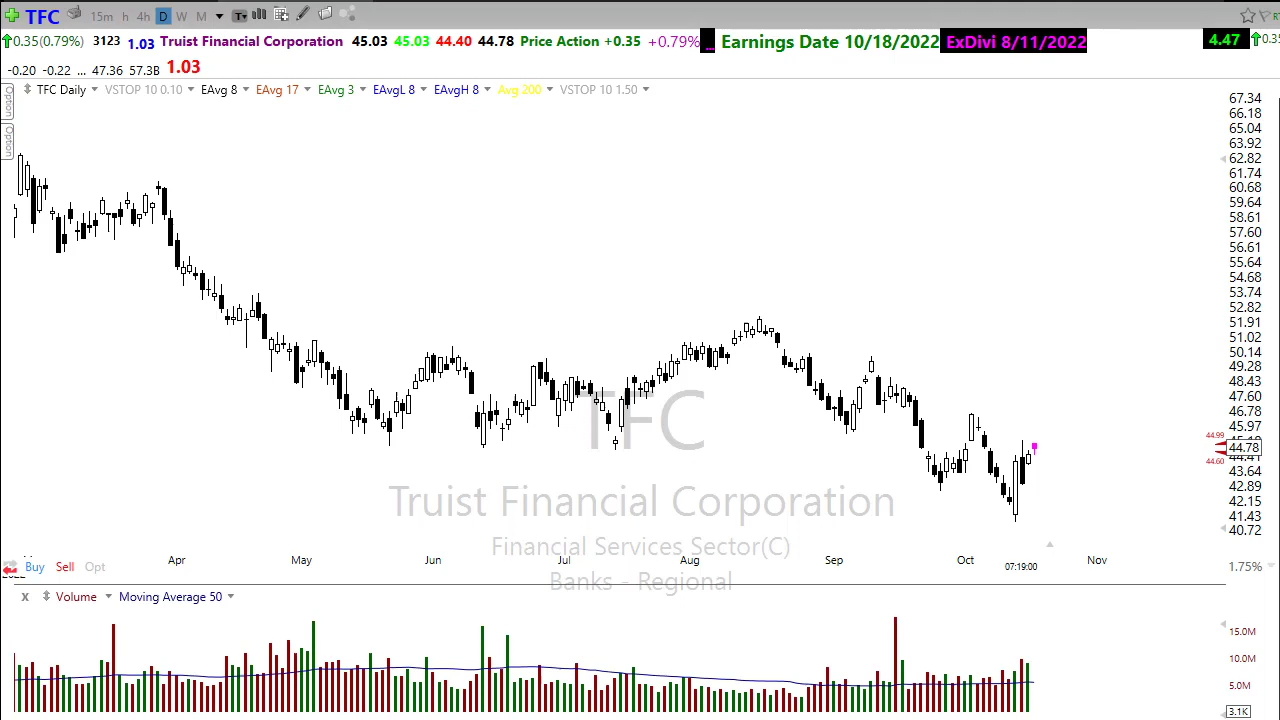 TFC 15m h 4h D W M T
0.35(0.79%) 3123 1.03 Truist Financial Corporation 45.03 45.03 44.40 44.78 Price Action +0.35 +0.79% ... Earnings Date 10/18/2022 ExDivi 8/11/2022 4.47
-0.20 -0.22 ... 47.36 57.3B 1.03
Option
Option
TFC Daily VSTOP 10 0.10 EAvg 8 EAvg 17 EAvg 3 EAvgL 8 EAvgH 8 Avg 200 VSTOP 10 1.50
67.34
66.18
65.04
63.92
62.82
61.74
60.68
59.64
58.61
57.60
56.61
55.64
54.68
53.74
52.82
51.91
51.02
50.14
49.28
48.43
47.60
46.78
45.97
44.99
44.78
44.60
43.64
42.89
42.15
41.43
40.72
TFC
Truist Financial Corporation
Financial Services Sector(C)
Banks - Regional
Apr May Jun Jul Aug Sep Oct Nov
07:19:00
Buy Sell Opt 1.75%
x Volume Moving Average 50
15.0M
10.0M
5.0M
3.1K